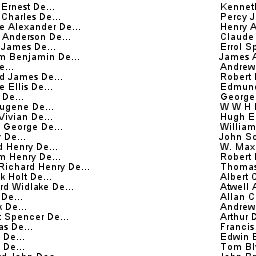 Ernest De... Kenneth
Charles De... Percy J
e Alexander De... Henry A
Anderson De... Claude
James De... Errol Sp
m Benjamin De... James A
e... Andrew
d James De... Robert
e Ellis De... Edmund
De... George
ugene De... W W H
Vivian De... Hugh E
George De... William
r De... John Sc
d Henry De... W. Max
m Henry De... Robert
Richard Henry De... Thomas
k Holt De... Albert C
rd Widlake De... Atwell A
De... Allan C
k De... Andrew
Spencer De... Arthur D
as De... Francis
De... Edwin E
De... Tom Bl